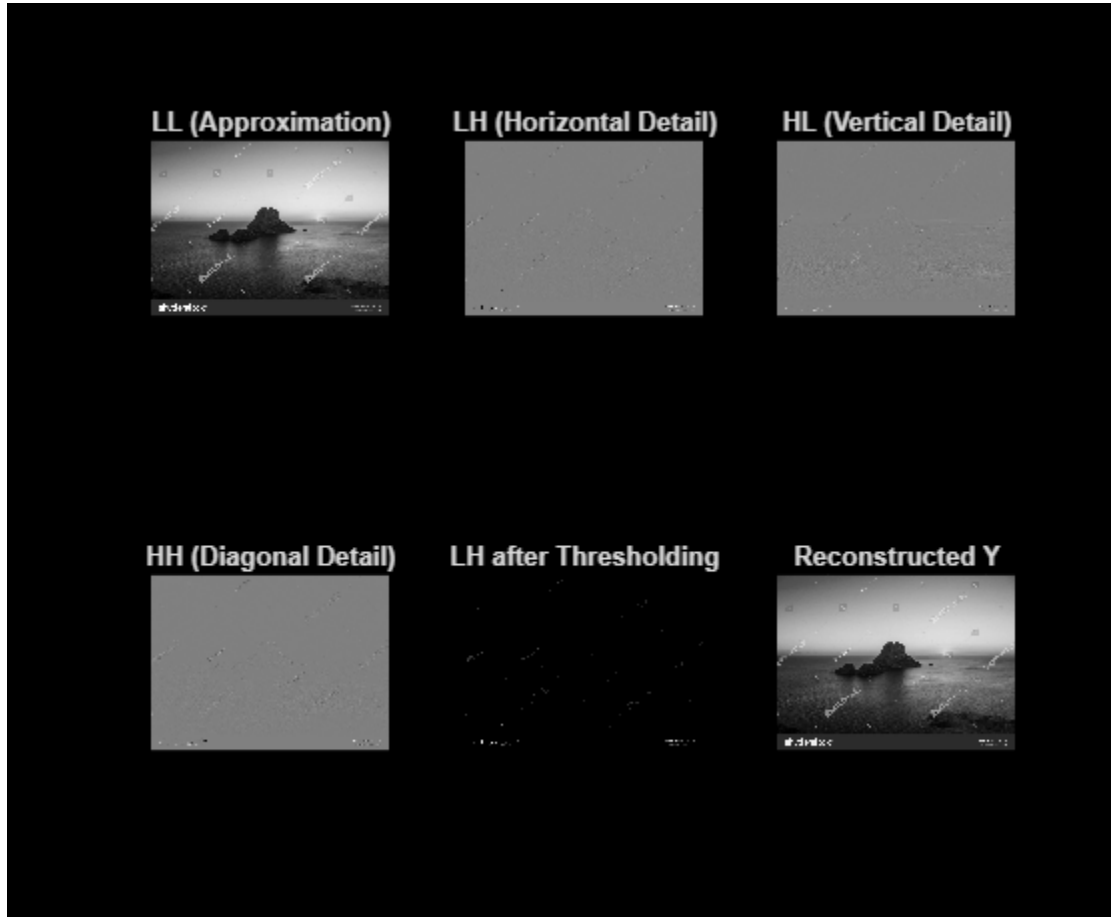 LL (Approximation)
LH (Horizontal Detail)
HL (Vertical Detail)
HH (Diagonal Detail)
LH after Thresholding
Reconstructed Y